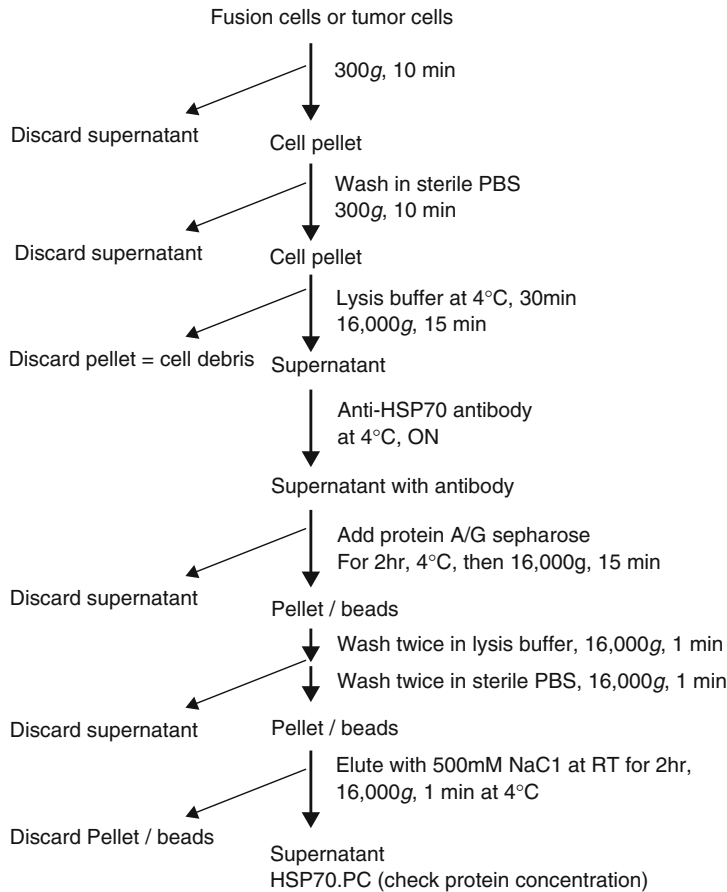 Fusion cells or tumor cells
300g, 10 min
Discard supernatant
Cell pellet
Wash in sterile PBS
300g, 10 min
Discard supernatant
Cell pellet
Lysis buffer at 4°C, 30min
16,000g, 15 min
Discard pellet = cell debris
Supernatant
Anti-HSP70 antibody
at 4°C, ON
Supernatant with antibody
Add protein A/G sepharose
For 2hr, 4°C, then 16,000g, 15 min
Discard supernatant
Pellet / beads
Wash twice in lysis buffer, 16,000g, 1 min
Wash twice in sterile PBS, 16,000g, 1 min
Discard supernatant
Pellet / beads
Elute with 500mM NaC1 at RT for 2hr,
16,000g, 1 min at 4°C
Discard Pellet / beads
Supernatant
HSP70.PC (check protein concentration)